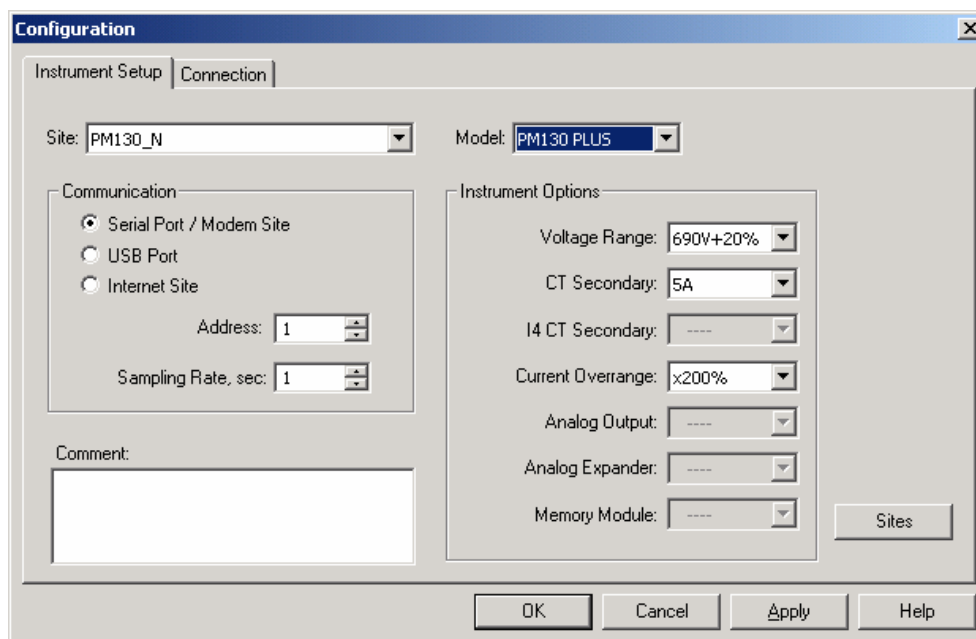 Configuration
Instrument Setup
Connection
Site: PM130_N
Model: PM130 PLUS
Communication
Serial Port / Modem Site
USB Port
Internet Site
Address: 1
Sampling Rate, sec: 1
Comment:
Instrument Options
Voltage Range: 690V+20%
CT Secondary: 5A
I4 CT Secondary: ----
Current Overrange: x200%
Analog Output: ----
Analog Expander: ----
Memory Module: ----
Sites
OK
Cancel
Apply
Help